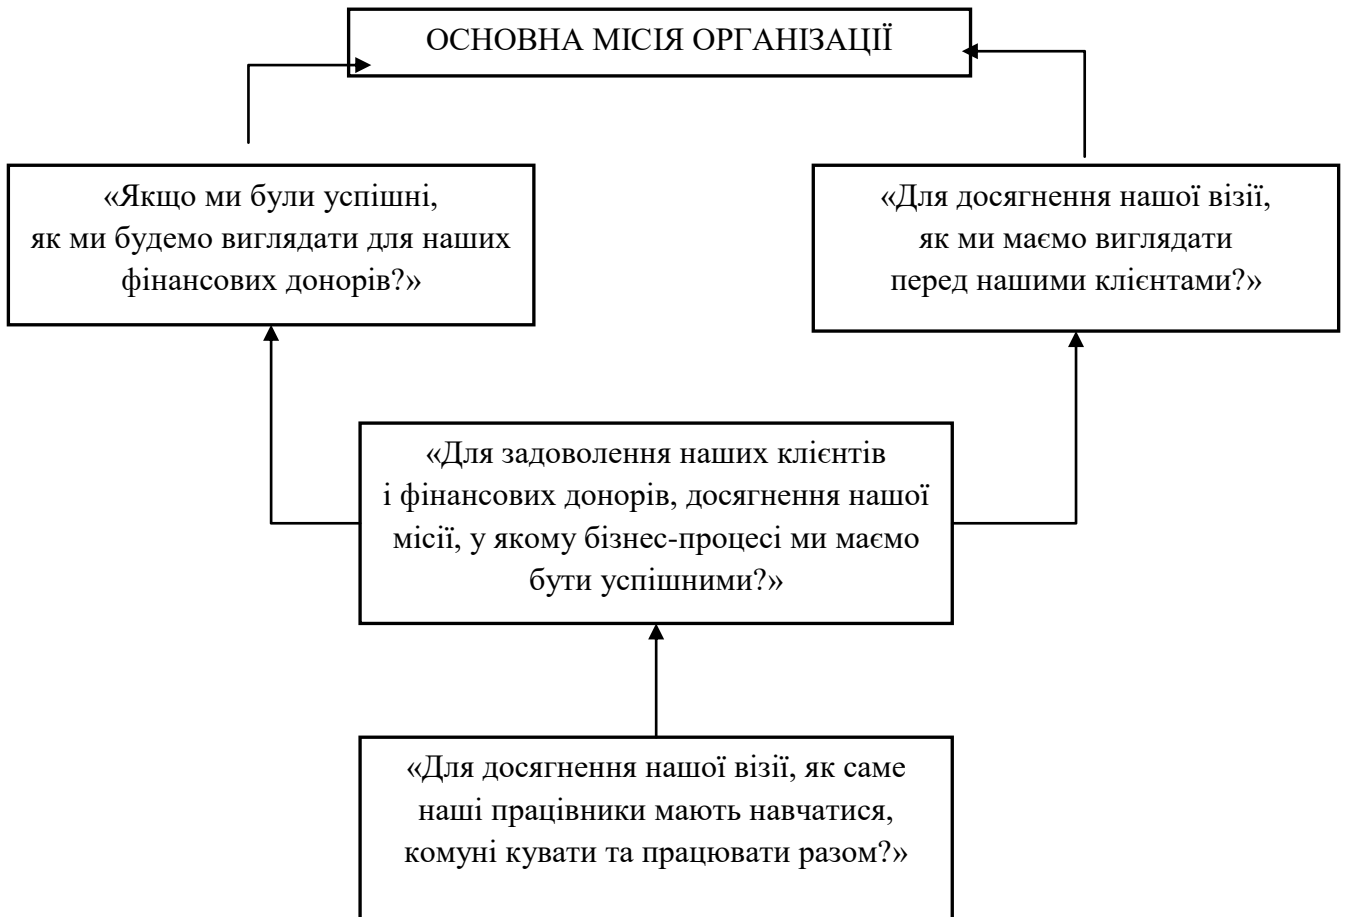 ОСНОВНА МІСІЯ ОРГАНІЗАЦІЇ
«Якщо ми були успішні,
як ми будемо виглядати для наших
фінансових донорів?»
«Для досягнення нашої візії,
як ми маємо виглядати
перед нашими клієнтами?»
«Для задоволення наших клієнтів
і фінансових донорів, досягнення нашої
місії, у якому бізнес-процесі ми маємо
бути успішними?»
«Для досягнення нашої візії, як саме
наші працівники мають навчатися,
комуні кувати та працювати разом?»